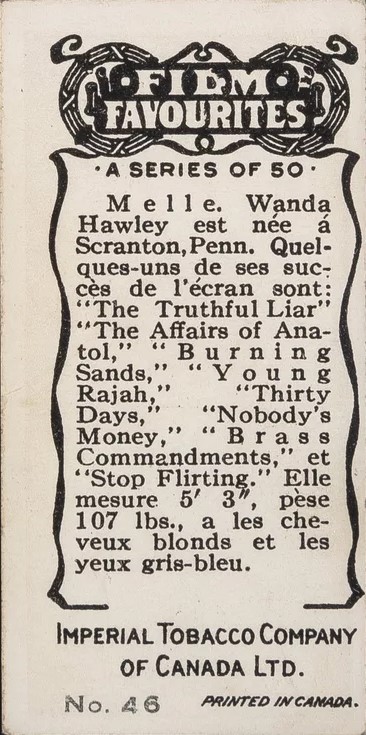 FILM
FAVOURITES
·A SERIES OF 50·
Melle. Wanda
Hawley est née á
Scranton, Penn. Quel-
ques-uns de ses suc-
cès de l'écran sont:
"The Truthful Liar"
"The Affairs of Ana-
tol," "Burning
Sands," "Young
Rajah," "Thirty
Days," "Nobody's
Money," "Brass
Commandments," et
"Stop Flirting." Elle
mesure 5' 3", pèse
107 lbs., a les che-
veux blonds et les
yeux gris-bleu.
IMPERIAL TOBACCO COMPANY
OF CANADA LTD.
No. 46 PRINTED IN CANADA.